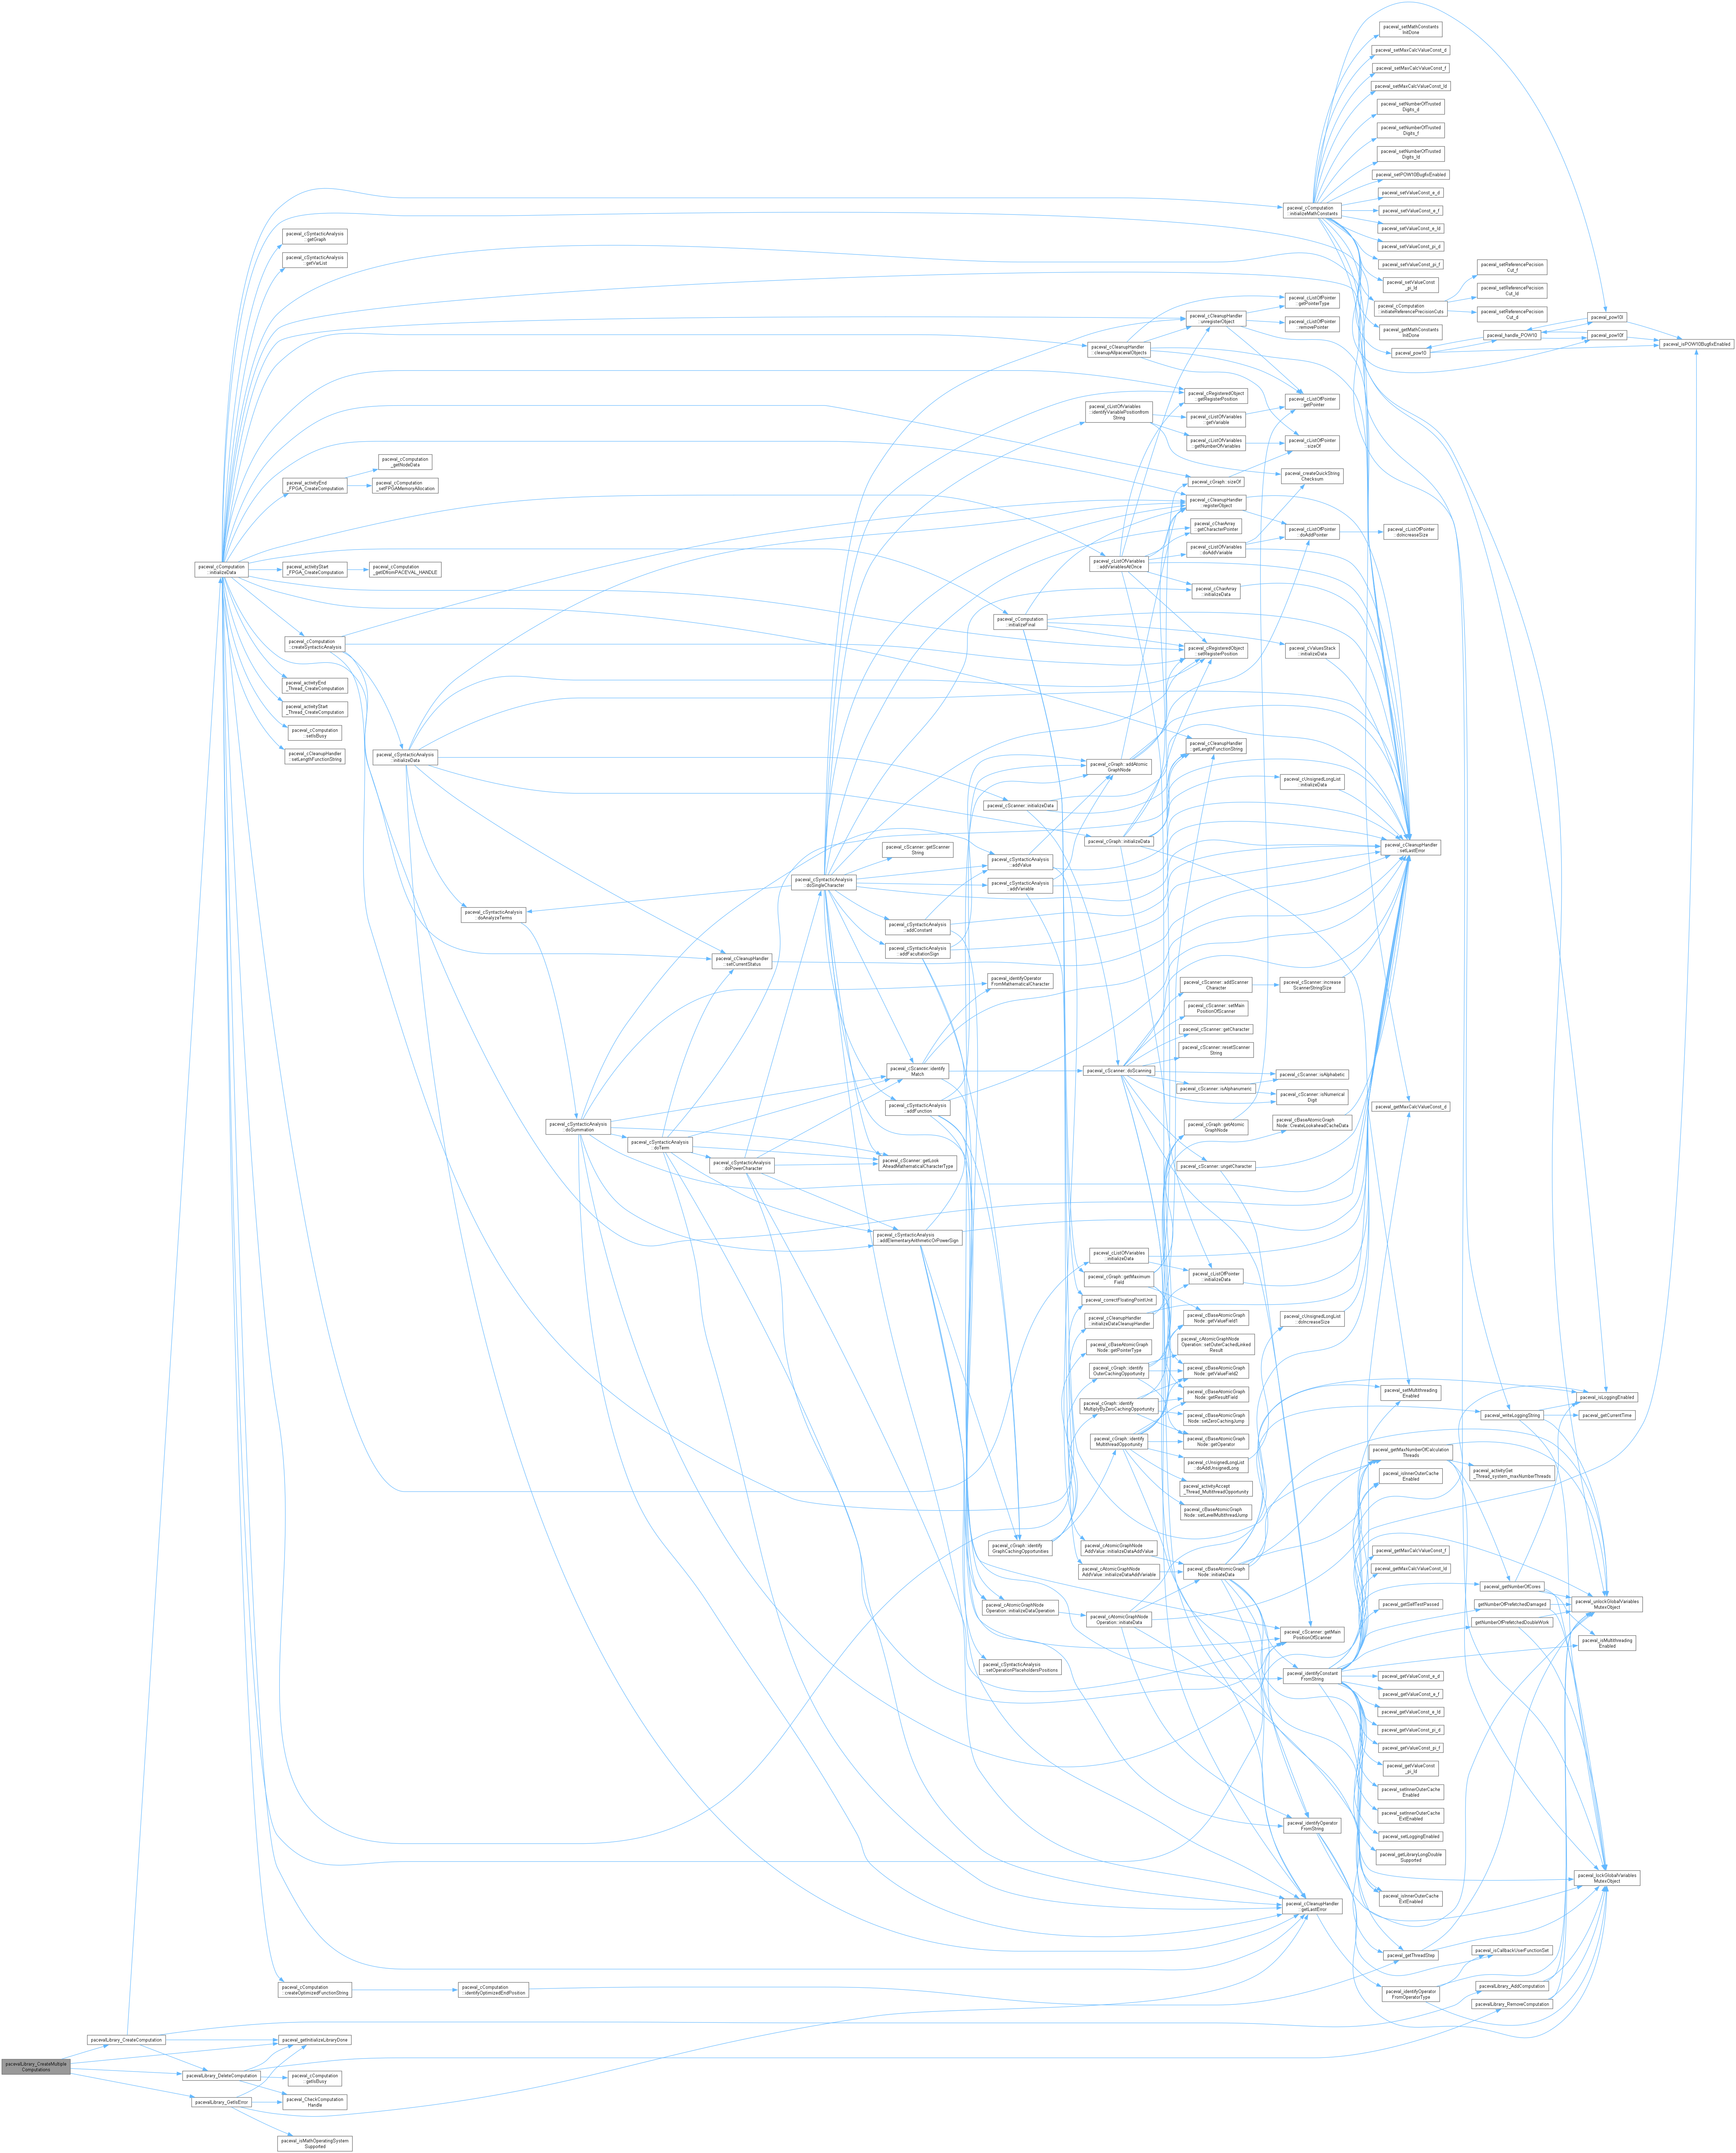 paceval_setMathConstants
InitDone
paceval_setMaxCalcValueConst_d
paceval_setMaxCalcValueConst_f
paceval_setMaxCalcValueConst_ld
paceval_setNumberOfTrusted
Digits_d
paceval_setNumberOfTrusted
Digits_f
paceval_setNumberOfTrusted
Digits_ld
paceval_setPOW10BugfixEnabled
paceval_setValueConst_e_d
paceval_cComputation
::initializeMathConstants
paceval_setValueConst_e_f
paceval_setValueConst_e_ld
paceval_cSyntacticAnalysis
::getGraph
paceval_setValueConst_pi_d
paceval_cSyntacticAnalysis
::getVarList
paceval_setValueConst_pi_f
paceval_setReferencePecision
Cut_f
paceval_setValueConst
_pi_ld
paceval_setReferencePecision
Cut_ld
paceval_cListOfPointer
::getPointerType
paceval_cComputation
::initiateReferencePrecisionCuts
paceval_setReferencePecision
Cut_d
paceval_cCleanupHandler
::unregisterObject
paceval_cListOfPointer
::removePointer
paceval_pow10l
paceval_getMathConstants
InitDone
paceval_handle_POW10
paceval_pow10f
paceval_isPOW10BugfixEnabled
paceval_cCleanupHandler
::cleanupAllpacevalObjects
paceval_pow10
paceval_cRegisteredObject
::getRegisterPosition
paceval_cListOfPointer
::getPointer
paceval_cListOfVariables
::identifyVariablePositionfrom
String
paceval_cListOfVariables
::getVariable
paceval_cListOfVariables
::getNumberOfVariables
paceval_cListOfPointer
::sizeOf
paceval_cComputation
_getNodeData
paceval_createQuickString
Checksum
paceval_activityEnd
_FPGA_CreateComputation
paceval_cComputation
_setFPGAMemoryAllocation
paceval_cGraph::sizeOf
paceval_cCleanupHandler
::registerObject
paceval_cCharArray
::getCharacterPointer
paceval_cListOfPointer
::doAddPointer
paceval_cListOfPointer
::doIncreaseSize
paceval_cListOfVariables
::doAddVariable
paceval_cListOfVariables
::addVariablesAtOnce
paceval_cComputation
::initializeData
paceval_activityStart
_FPGA_CreateComputation
paceval_cComputation
_getIDfromPACEVAL_HANDLE
paceval_cCharArray
::initializeData
paceval_cComputation
::initializeFinal
paceval_cComputation
::createSyntacticAnalysis
paceval_cRegisteredObject
::setRegisterPosition
paceval_cValuesStack
::initializeData
paceval_activityEnd
_Thread_CreateComputation
paceval_activityStart
_Thread_CreateComputation
paceval_cComputation
::setIsBusy
paceval_cCleanupHandler
::setLengthFunctionString
paceval_cSyntacticAnalysis
::initializeData
paceval_cCleanupHandler
::getLengthFunctionString
paceval_cGraph::addAtomic
GraphNode
paceval_cUnsignedLongList
::initializeData
paceval_cScanner::initializeData
paceval_cGraph::initializeData
paceval_cCleanupHandler
::setLastError
paceval_cScanner::getScanner
String
paceval_cSyntacticAnalysis
::addValue
paceval_cSyntacticAnalysis
::doSingleCharacter
paceval_cSyntacticAnalysis
::addVariable
paceval_cSyntacticAnalysis
::doAnalyzeTerms
paceval_cSyntacticAnalysis
::addConstant
paceval_cSyntacticAnalysis
::addFacultationSign
paceval_cCleanupHandler
::setCurrentStatus
paceval_identifyOperator
FromMathematicalCharacter
paceval_cScanner::addScanner
Character
paceval_cScanner::increase
ScannerStringSize
paceval_cScanner::setMain
PositionOfScanner
paceval_cScanner::getCharacter
paceval_cScanner::resetScanner
String
paceval_cScanner::identify
Match
paceval_cScanner::doScanning
paceval_cScanner::isAlphabetic
paceval_cScanner::isAlphanumeric
paceval_cScanner::isNumerical
Digit
paceval_cSyntacticAnalysis
::addFunction
paceval_getMaxCalcValueConst_d
paceval_cSyntacticAnalysis
::doSummation
paceval_cGraph::getAtomic
GraphNode
paceval_cBaseAtomicGraph
Node::CreateLookaheadCacheData
paceval_cSyntacticAnalysis
::doTerm
paceval_cSyntacticAnalysis
::doPowerCharacter
paceval_cScanner::getLook
AheadMathematicalCharacterType
paceval_cScanner::ungetCharacter
paceval_cSyntacticAnalysis
::addElementaryArithmeticOrPowerSign
paceval_cListOfVariables
::initializeData
paceval_cGraph::getMaximum
Field
paceval_cListOfPointer
::initializeData
paceval_correctFloatingPointUnit
paceval_cCleanupHandler
::initializeDataCleanupHandler
paceval_cBaseAtomicGraph
Node::getValueField1
paceval_cUnsignedLongList
::doIncreaseSize
paceval_cBaseAtomicGraph
Node::getPointerType
paceval_cAtomicGraphNode
Operation::setOuterCachedLinked
Result
paceval_cGraph::identify
OuterCachingOpportunity
paceval_cBaseAtomicGraph
Node::getValueField2
paceval_cGraph::identify
MultiplyByZeroCachingOpportunity
paceval_cBaseAtomicGraph
Node::getResultField
paceval_setMultithreading
Enabled
paceval_isLoggingEnabled
paceval_cBaseAtomicGraph
Node::setZeroCachingJump
paceval_writeLoggingString
paceval_getCurrentTime
paceval_cGraph::identify
MultithreadOpportunity
paceval_cBaseAtomicGraph
Node::getOperator
paceval_cUnsignedLongList
::doAddUnsignedLong
paceval_getMaxNumberOfCalculation
Threads
paceval_activityGet
_Thread_system_maxNumberThreads
paceval_activityAccept
_Thread_MultithreadOpportunity
paceval_isInnerOuterCache
Enabled
paceval_cBaseAtomicGraph
Node::setLevelMultithreadJump
paceval_cGraph::identify
GraphCachingOpportunities
paceval_cAtomicGraphNode
AddValue::initializeDataAddValue
paceval_cAtomicGraphNode
AddValue::initializeDataAddVariable
paceval_cBaseAtomicGraph
Node::initiateData
paceval_getMaxCalcValueConst_f
paceval_getMaxCalcValueConst_ld
paceval_getNumberOfCores
paceval_unlockGlobalVariables
MutexObject
paceval_cAtomicGraphNode
Operation::initializeDataOperation
paceval_cAtomicGraphNode
Operation::initiateData
paceval_getSelfTestPassed
getNumberOfPrefetchedDamaged
getNumberOfPrefetchedDoubleWork
paceval_cScanner::getMain
PositionOfScanner
paceval_isMultithreading
Enabled
paceval_cSyntacticAnalysis
::setOperationPlaceholdersPositions
paceval_identifyConstant
FromString
paceval_getValueConst_e_d
paceval_getValueConst_e_f
paceval_getValueConst_e_ld
paceval_getValueConst_pi_d
paceval_getValueConst_pi_f
paceval_getValueConst
_pi_ld
paceval_setInnerOuterCache
Enabled
paceval_setInnerOuterCache
ExtEnabled
paceval_identifyOperator
FromString
paceval_setLoggingEnabled
paceval_getLibraryLongDouble
Supported
paceval_lockGlobalVariables
MutexObject
paceval_isInnerOuterCache
ExtEnabled
paceval_cCleanupHandler
::getLastError
paceval_getThreadStep
paceval_isCallbackUserFunctionSet
paceval_cComputation
::createOptimizedFunctionString
paceval_cComputation
::identifyOptimizedEndPosition
paceval_identifyOperator
FromOperatorType
pacevalLibrary_AddComputation
pacevalLibrary_RemoveComputation
pacevalLibrary_CreateComputation
paceval_getInitializeLibraryDone
pacevalLibrary_CreateMultiple
Computations
pacevalLibrary_DeleteComputation
paceval_cComputation
::getIsBusy
pacevalLibrary_GetIsError
paceval_CheckComputation
Handle
paceval_isMathOperatingSystem
Supported